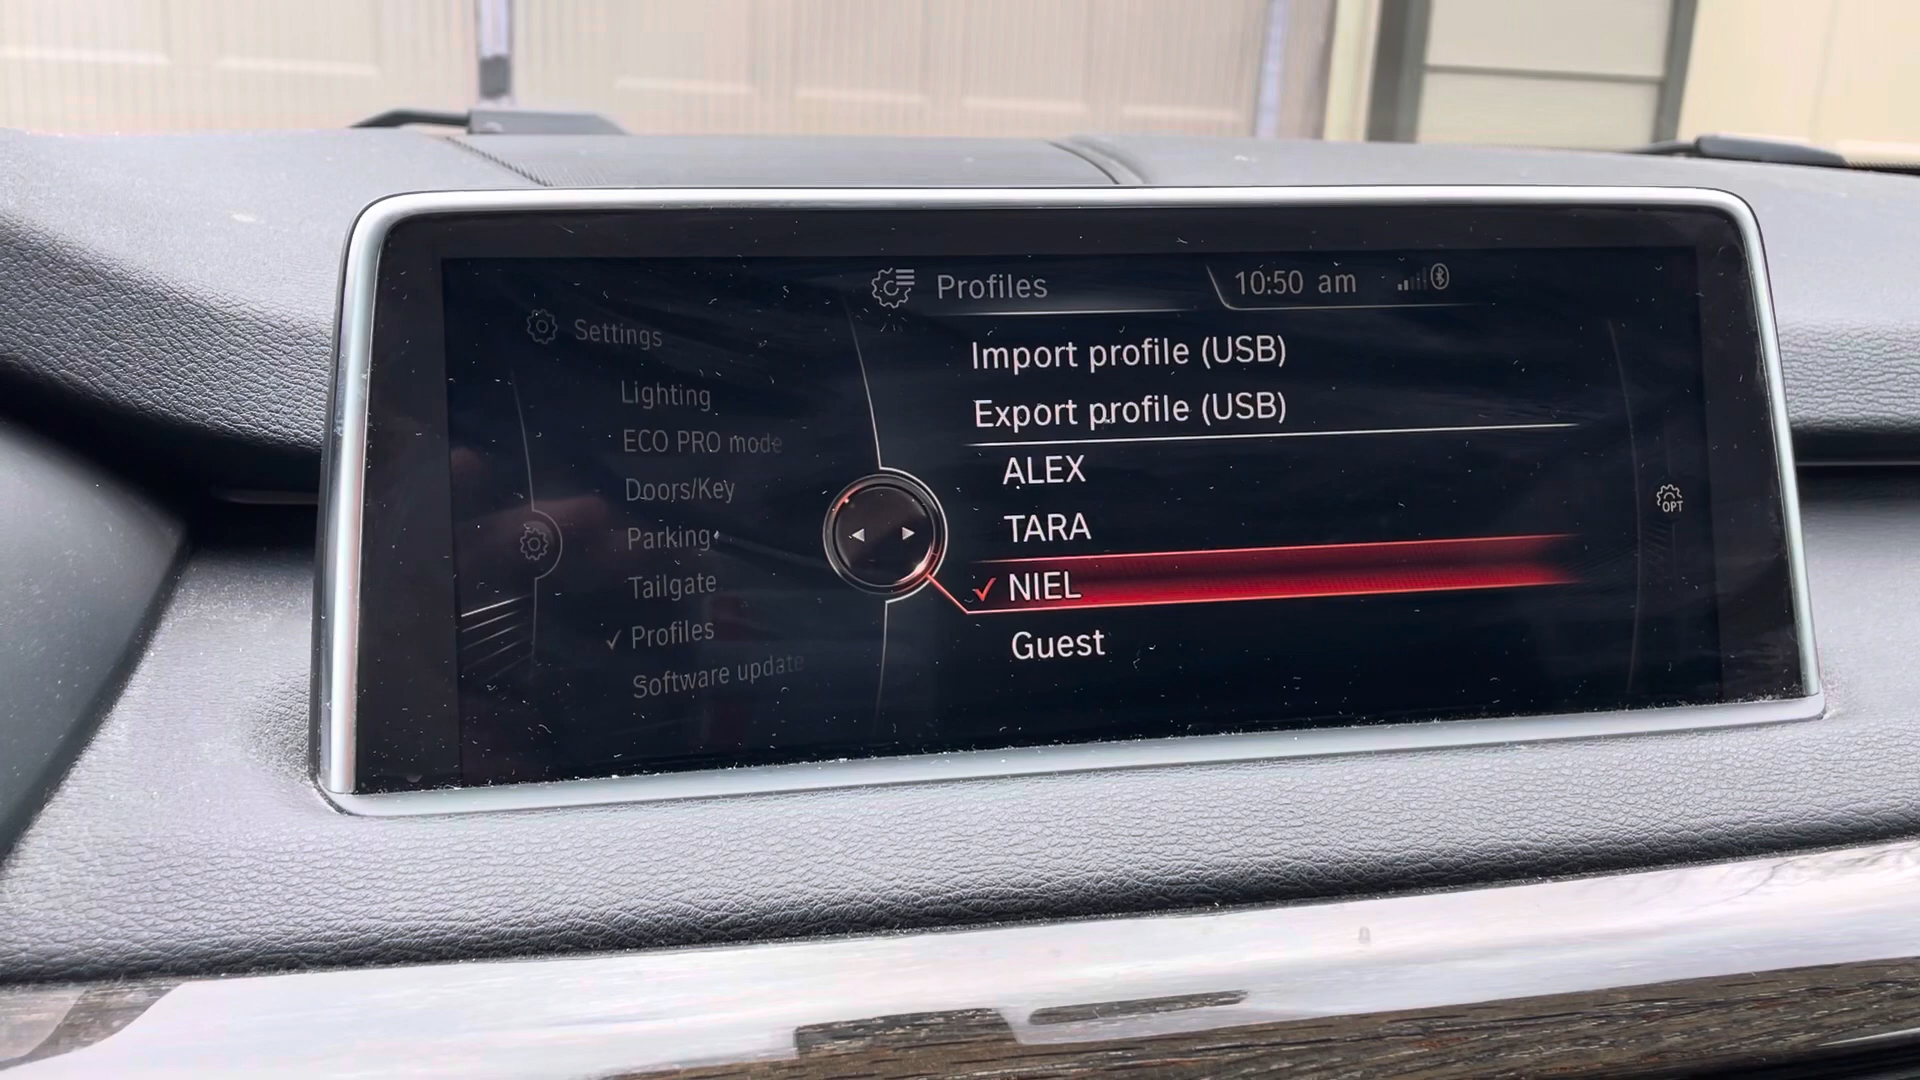 Profiles
10:50 am
Settings
Lighting
ECO PRO mode
Doors/Key
Parking
Tailgate
✓ Profiles
Software update
Import profile (USB)
Export profile (USB)
ALEX
TARA
✓ NIEL
Guest
OPT